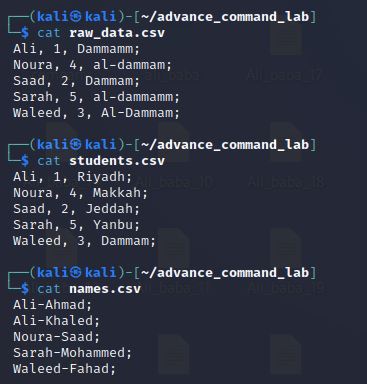 ┌──(kali㉿kali)-[~/advance_command_lab]
└─$ cat raw_data.csv
Ali, 1, Dammamm;
Noura, 4, al-dammam;
Saad, 2, Dammam;
Sarah, 5, al-dammamm;
Waleed, 3, Al-Dammam;
┌──(kali㉿kali)-[~/advance_command_lab]
└─$ cat students.csv
Ali, 1, Riyadh;
Noura, 4, Makkah;
Saad, 2, Jeddah;
Sarah, 5, Yanbu;
Waleed, 3, Dammam;
┌──(kali㉿kali)-[~/advance_command_lab]
└─$ cat names.csv
Ali-Ahmad;
Ali-Khaled;
Noura-Saad;
Sarah-Mohammed;
Waleed-Fahad;